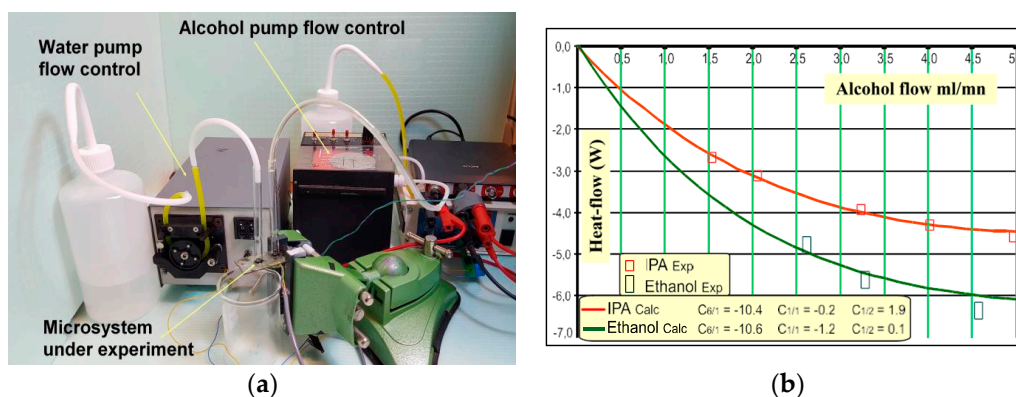 Alcohol pump flow control
Water pump
flow control
Microsystem
under experiment
(a)
0,0
0,5 1,0 1,5 2,0 2,5 3,0 3,5 4,0 4,5 5
Alcohol flow ml/mn
-1,0
-2,0
-3,0
-4,0
-5,0
-6,0
-7,0
Heat-flow (W)
IPA Exp
Ethanol Exp
IPA Calc C6/1 = -10.4 C1/1 = -0.2 C1/2 = 1.9
Ethanol Calc C6/1 = -10.6 C1/1 = -1.2 C1/2 = 0.1
(b)